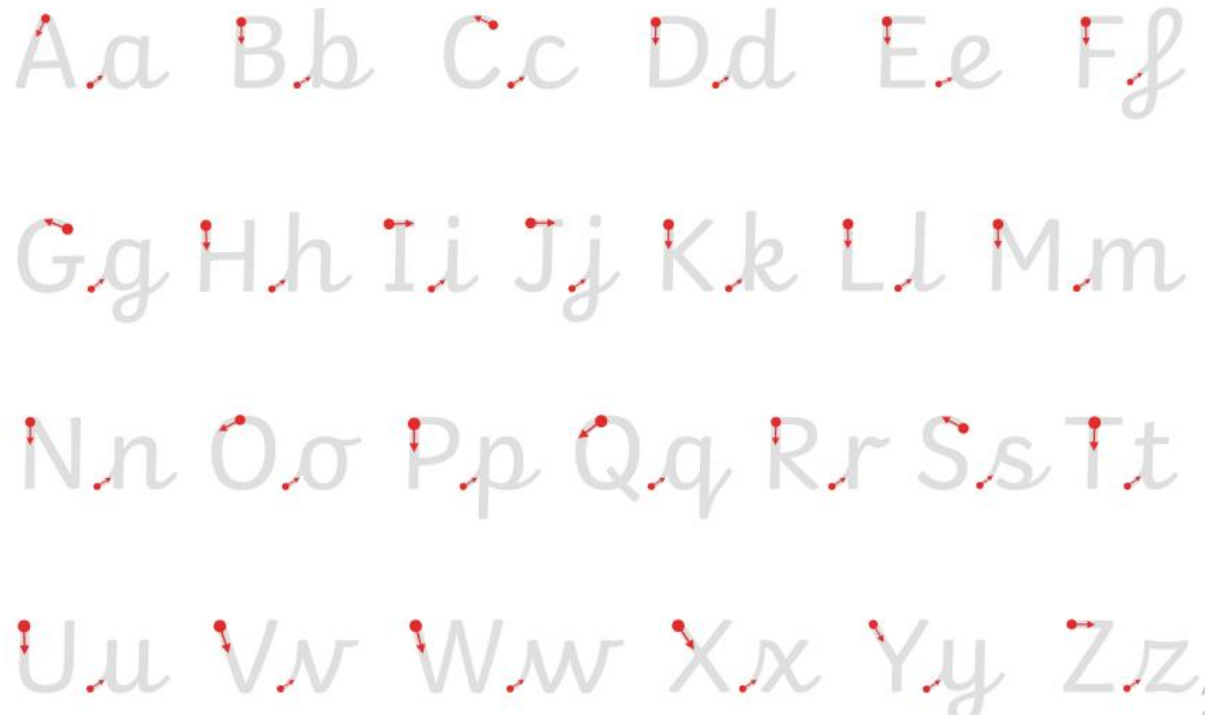 Aa Bb Cc Dd Ee Ff
Gg Hh Ii Jj Kk Ll Mm
Nn Oo Pp Qq Rr Ss Tt
Uu Vv Ww Xx Yy Zz